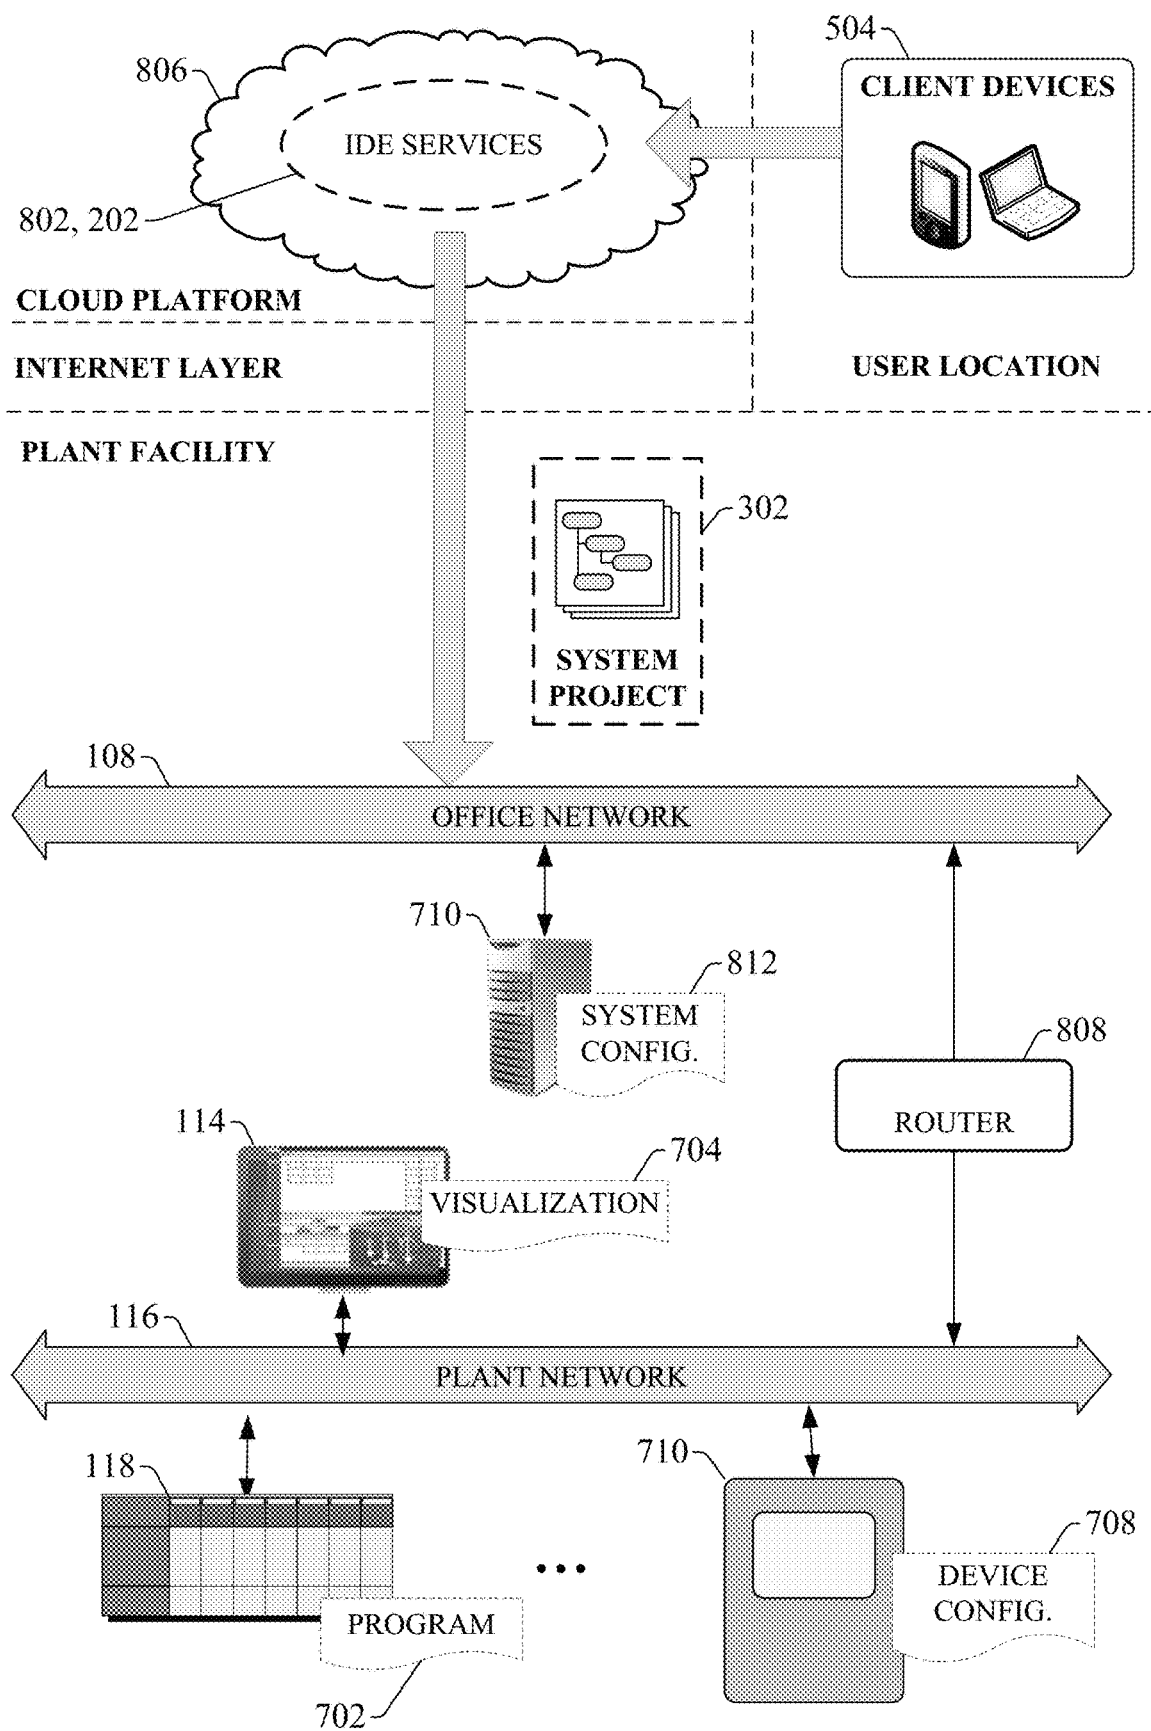 504
806
CLIENT DEVICES
IDE SERVICES
802, 202
CLOUD PLATFORM
INTERNET LAYER
USER LOCATION
PLANT FACILITY
302
SYSTEM
PROJECT
108
OFFICE NETWORK
710
812
SYSTEM
CONFIG.
808
ROUTER
114
704
VISUALIZATION
116
PLANT NETWORK
118
710
708
DEVICE
CONFIG.
...
PROGRAM
702